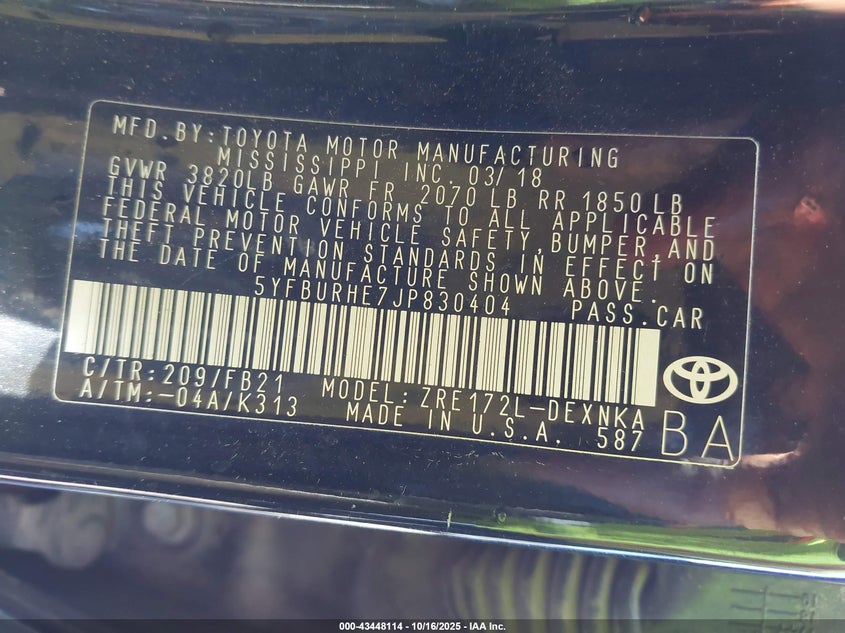 MFD.BY:TOYOTA MOTOR MANUFACTURING
MISSISSIPPI INC. 03/18
GVWR 3820LB GAWR FR 2070 LB RR 1850 LB
THIS VEHICLE CONFORMS TO ALL APPLICABLE
FEDERAL MOTOR VEHICLE SAFETY,BUMPER,AND
THEFT PREVENTION STANDARDS IN EFFECT ON
THE DATE OF MANUFACTURE SHOWN ABOVE.
5YFBURHE7JP830404 PASS.CAR
C/TR:209/FB21 MODEL:ZRE172L-DEXNKA
A/TM:-04A/K313 MADE IN U.S.A. 587 BA
000-43448114 - 10/16/2025 - IAA Inc.